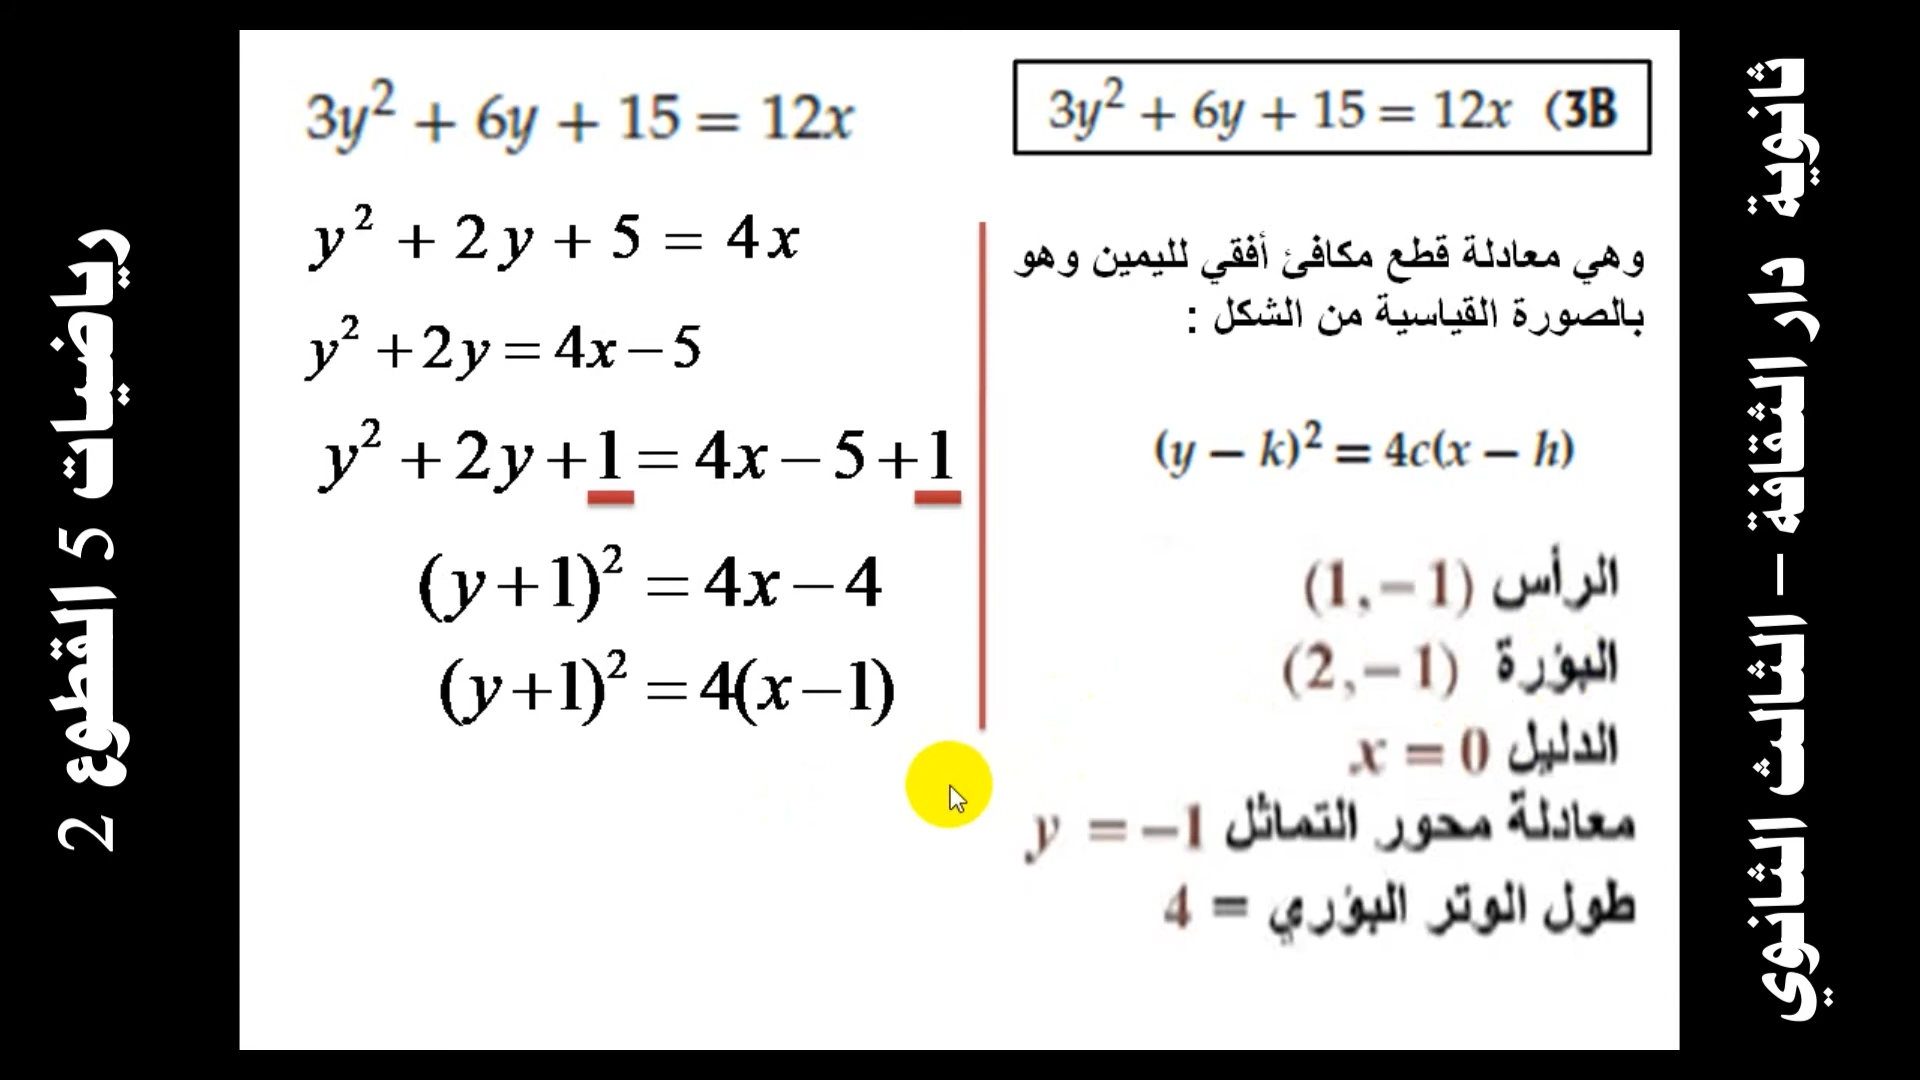 ثانوية دار الثقافة – الثالث الثانوي
3y² + 6y + 15 = 12x (3B
وهي معادلة قطع مكافئ أفقي لليمين وهو
بالصورة القياسية من الشكل :
(y – k)² = 4c(x – h)
الرأس (1, – 1)
البؤرة (2, – 1)
الدليل x = 0
معادلة محور التماثل y = –1
طول الوتر البؤري = 4
3y² + 6y + 15 = 12x
y² + 2y + 5 = 4x
y² + 2y = 4x – 5
y² + 2y + 1 = 4x – 5 + 1
(y + 1)² = 4x – 4
(y + 1)² = 4(x – 1)
رياضيات 5 القطوع 2